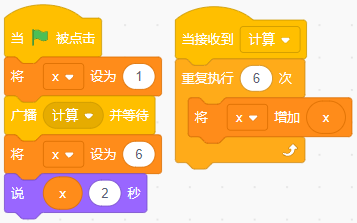 当 被点击
将 x 设为 1
广播 计算 并等待
将 x 设为 6
说 x 2 秒
当接收到 计算
重复执行 6 次
将 x 增加 x